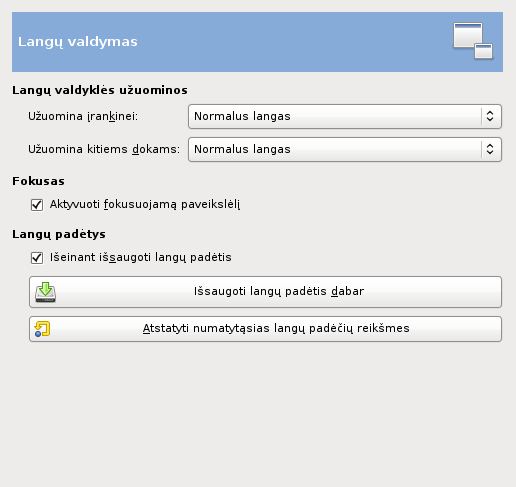 Langų valdymas
Langų valdyklės užuominos
Užuomina įrankinei: Normalus langas
Užuomina kitiems dokams: Normalus langas
Fokusas
Aktyvuoti fokusuojamą paveikslėlį
Langų padėtys
Išeinant išsaugoti langų padėtis
Išsaugoti langų padėtis dabar
Atstatyti numatytąsias langų padėčių reikšmes